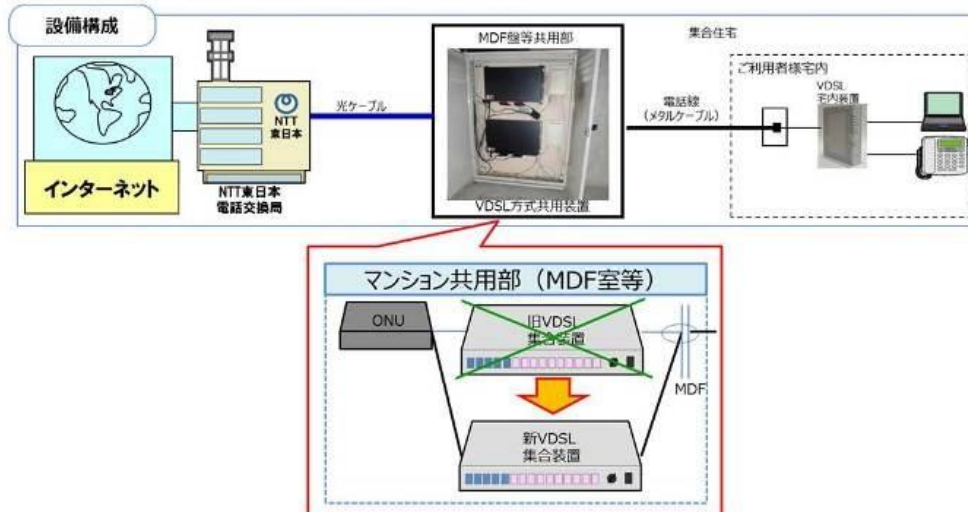 設備構成
MDF盤等共用部
集合住宅
ご利用者様宅内
VDSL
宅内装置
光ケーブル
電話線
(メタルケーブル)
NTT
東日本
インターネット
NTT東日本
電話交換局
VDSL方式共用装置
マンション共用部(MDF室等)
ONU
旧VDSL
集合装置
MDF
新VDSL
集合装置